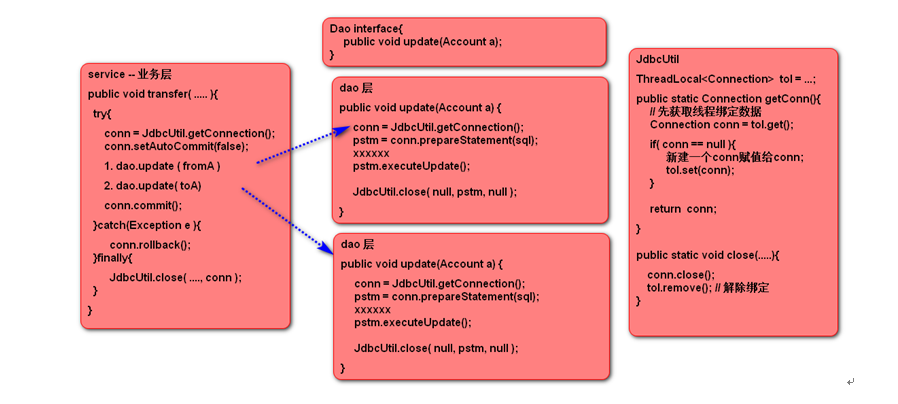 service -- 业务层
public void transfer( ..... ){
try{
conn = JdbcUtil.getConnection();
conn.setAutoCommit(false);
1. dao.update ( fromA )
2. dao.update( toA)
conn.commit();
}catch(Exception e ){
conn.rollback();
}finally{
JdbcUtil.close( ...., conn );
}
}
Dao interface{
public void update(Account a);
}
dao 层
public void update(Account a) {
conn = JdbcUtil.getConnection();
pstm = conn.prepareStatement(sql);
xxxxxx
pstm.executeUpdate();
JdbcUtil.close( null, pstm, null );
}
dao 层
public void update(Account a) {
conn = JdbcUtil.getConnection();
pstm = conn.prepareStatement(sql);
xxxxxx
pstm.executeUpdate();
JdbcUtil.close( null, pstm, null );
}
JdbcUtil
ThreadLocal<Connection> tol = ...;
public static Connection getConn(){
// 先获取线程绑定数据
Connection conn = tol.get();
if( conn == null ){
新建一个conn赋值给conn;
tol.set(conn);
}
return conn;
}
public static void close(.....){
conn.close();
tol.remove(); // 解除绑定
}